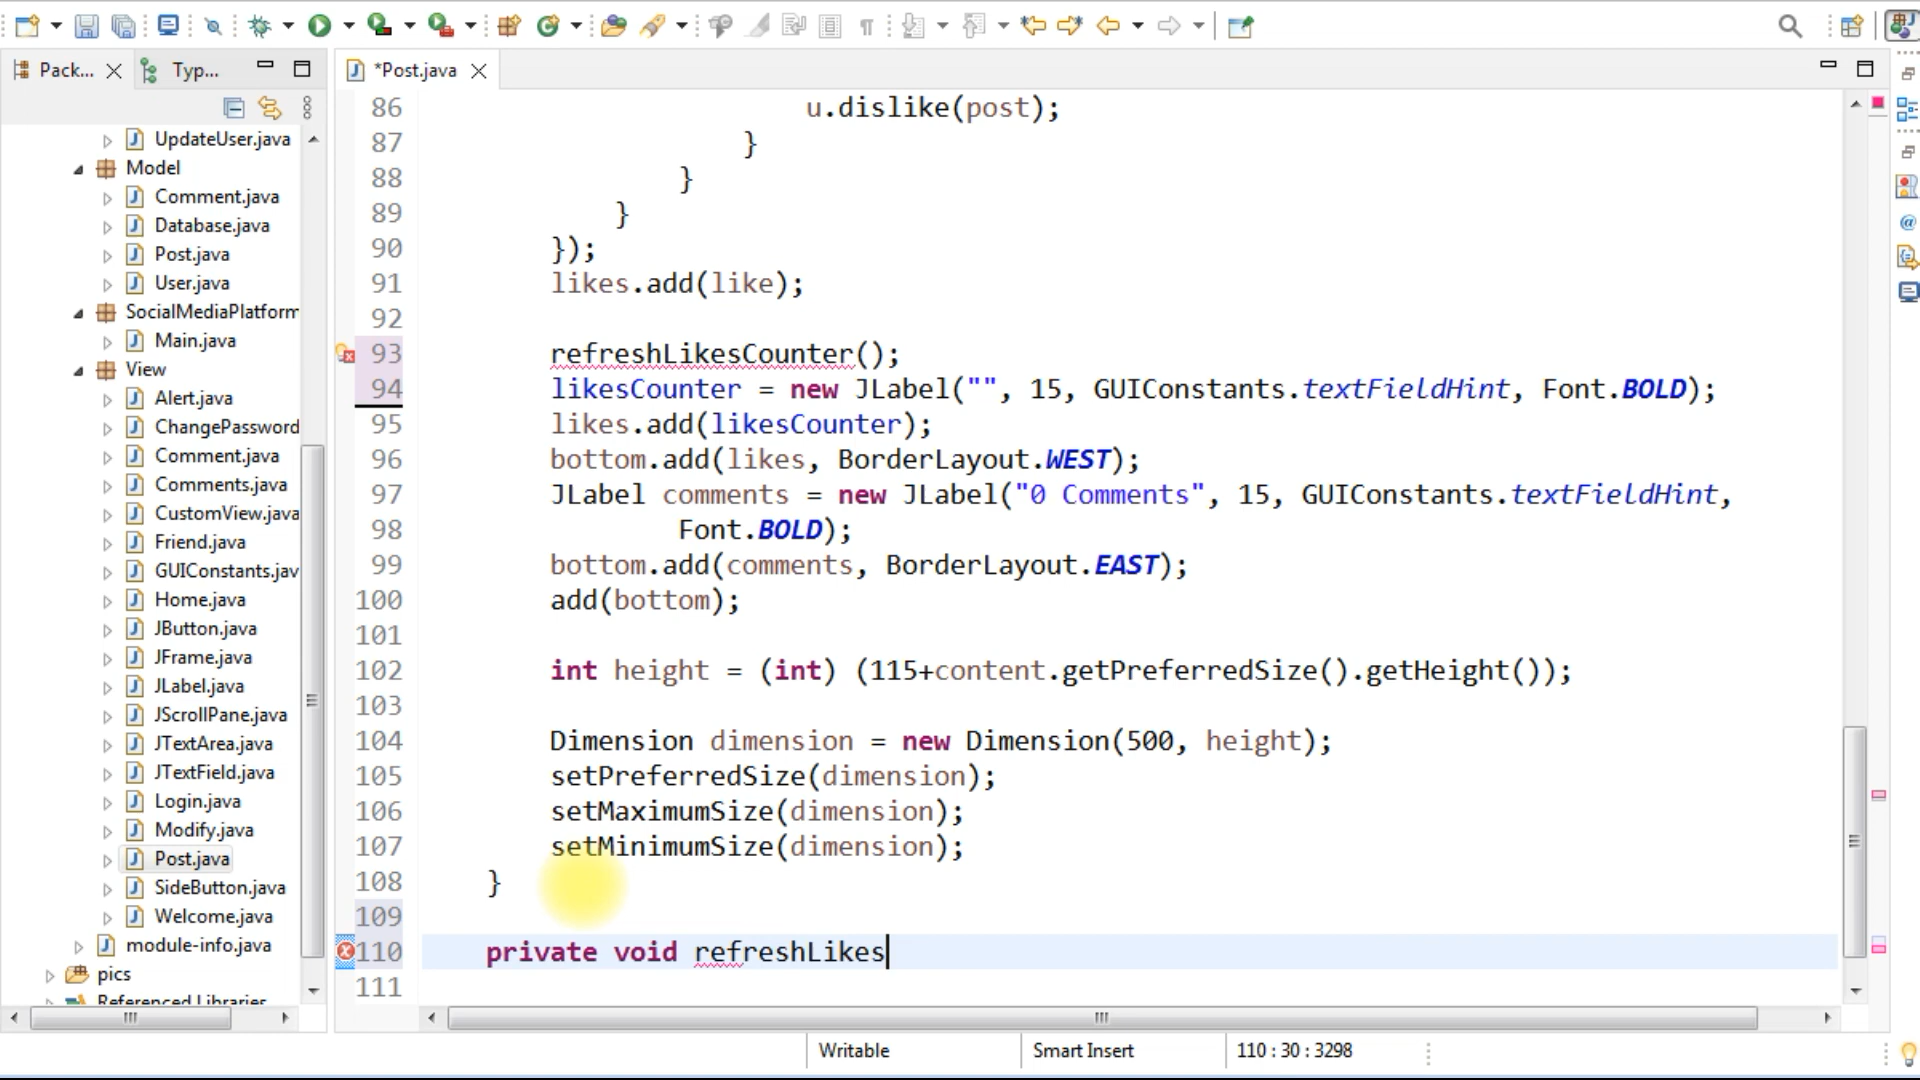 Pack...
Typ...
*Post.java
UpdateUser.java
Model
Comment.java
Database.java
Post.java
User.java
SocialMediaPlatform
Main.java
View
Alert.java
ChangePassword
Comment.java
Comments.java
CustomView.java
Friend.java
GUIConstants.jav
Home.java
JButton.java
JFrame.java
JLabel.java
JScrollPane.java
JTextArea.java
JTextField.java
Login.java
Modify.java
Post.java
SideButton.java
Welcome.java
module-info.java
pics
Referenced Libraries
86 u.dislike(post);
87 }
88 }
89 }
90 });
91 likes.add(like);
92
93 refreshLikesCounter();
94 likesCounter = new JLabel("", 15, GUIConstants.textFieldHint, Font.BOLD);
95 likes.add(likesCounter);
96 bottom.add(likes, BorderLayout.WEST);
97 JLabel comments = new JLabel("0 Comments", 15, GUIConstants.textFieldHint,
98 Font.BOLD);
99 bottom.add(comments, BorderLayout.EAST);
100 add(bottom);
101
102 int height = (int) (115+content.getPreferredSize().getHeight());
103
104 Dimension dimension = new Dimension(500, height);
105 setPreferredSize(dimension);
106 setMaximumSize(dimension);
107 setMinimumSize(dimension);
108 }
109
110 private void refreshLikes
111
Writable
Smart Insert
110 : 30 : 3298